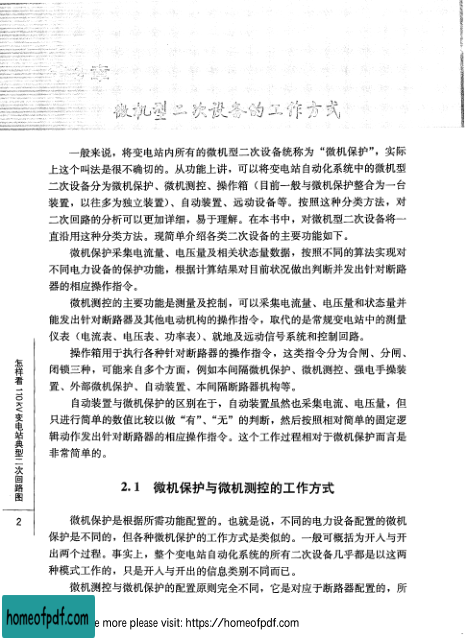 章
微机型二次设备的工作方式
一般来说，将变电站内所有的微机型二次设备统称为“微机保护”，实际
上这个叫法是很不确切的。从功能上讲，可以将变电站自动化系统中的微机型
二次设备分为微机保护、微机测控、操作箱（目前一般与微机保护整合为一台
装置，以往多为独立装置）、自动装置、远动设备等。按照这种分类方法，对
二次回路的分析可以更加详细，易于理解。在本书中，对微机型二次设备将一
直沿用这种分类方法。现简单介绍各类二次设备的主要功能如下。
微机保护采集电流量、电压量及相关状态量数据，按照不同的算法实现对
不同电力设备的保护功能，根据计算结果对目前状况做出判断并发出针对断路
器的相应操作指令。
微机测控的主要功能是测量及控制，可以采集电流量、电压量和状态量并
能发出针对断路器及其他电动机构的操作指令，取代的是常规变电站中的测量
仪表（电流表、电压表、功率表）、就地及远动信号系统和控制回路。
操作箱用于执行各种针对断路器的操作指令，这类指令分为合闸、分闸、
闭锁三种，可能来自多个方面，例如本间隔微机保护、微机测控、强电手操装
置、外部微机保护、自动装置、本间隔断路器机构等。
自动装置与微机保护的区别在于，自动装置虽然也采集电流、电压量，但
只进行简单的数值比较以做“有”、“无”的判断，然后按照相对简单的固定逻
辑动作发出针对断路器的相应操作指令。这个工作过程相对于微机保护而言是
非常简单的。
2.1 微机保护与微机测控的工作方式
微机保护是根据所需功能配置的。也就是说，不同的电力设备配置的微机
保护是不同的，但各种微机保护的工作方式是类似的。一般可概括为开入与开
出两个过程。事实上，整个变电站自动化系统的所有二次设备几乎都是以这两
种模式工作的，只是开入与开出的信息类别不同而已。
微机测控与微机保护的配置原则完全不同，它是对应于断路器配置的，所
怎样看110kV变电站典型二次回路图
2
homeofpdf.com
e more please visit: https://homeofpdf.com